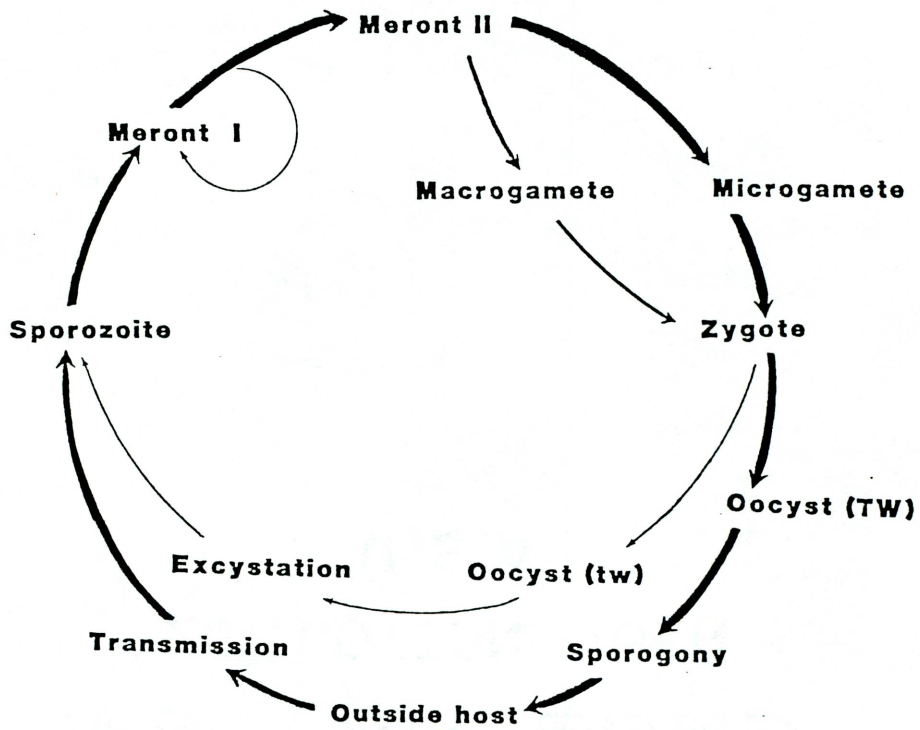 Meront II
Meront I
Macrogamete
Microgamete
Sporozoite
Zygote
Oocyst (TW)
Excystation
Oocyst (tw)
Transmission
Sporogony
Outside host